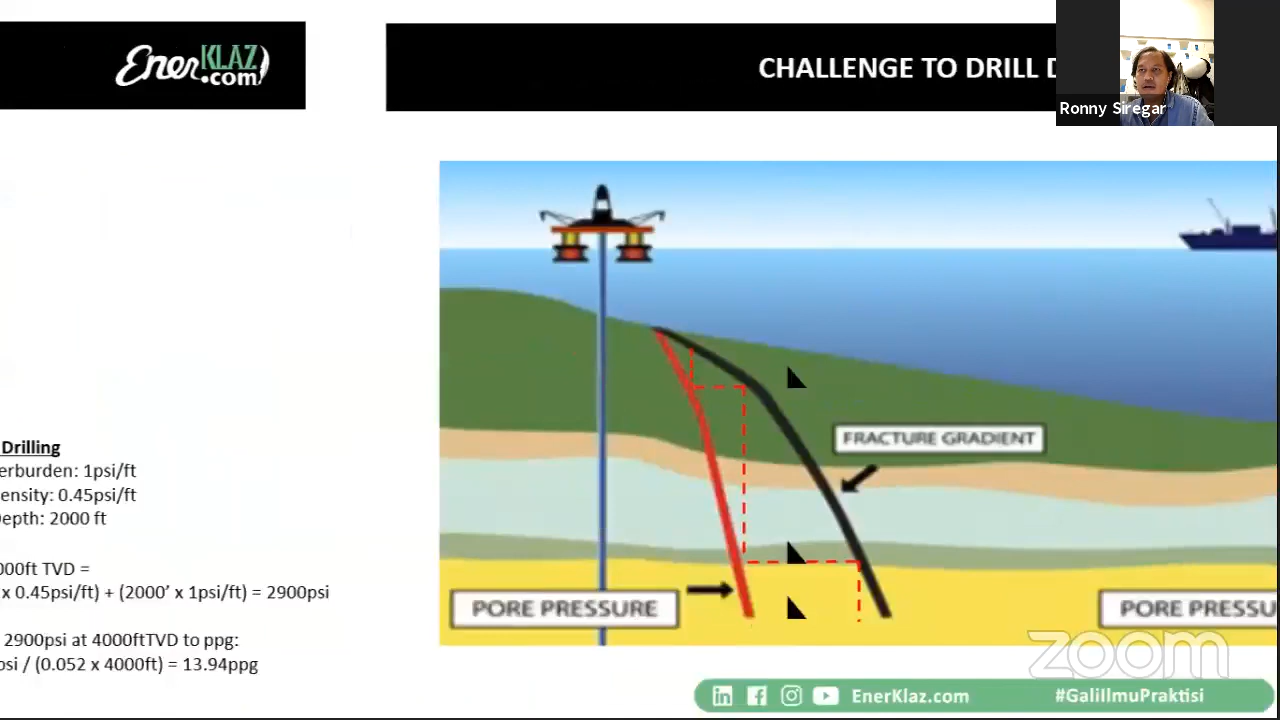 EnerKLAZ
.com
CHALLENGE TO DRILL D
Ronny Siregar
Drilling
erburden: 1psi/ft
ensity: 0.45psi/ft
Depth: 2000 ft
000ft TVD =
x 0.45psi/ft) + (2000' x 1psi/ft) = 2900psi
2900psi at 4000ftTVD to ppg:
psi / (0.052 x 4000ft) = 13.94ppg
FRACTURE GRADIENT
PORE PRESSURE
PORE PRESSU
zoom
EnerKlaz.com
#GaliIlmuPraktisi